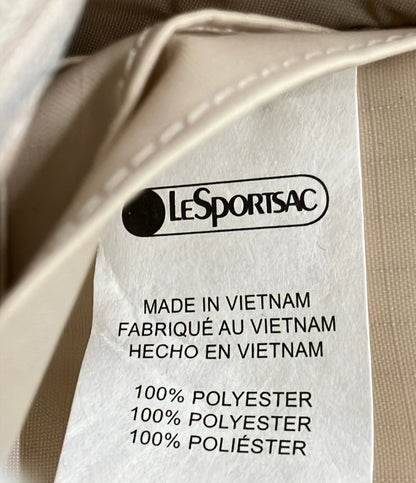 LeSportsac
MADE IN VIETNAM
FABRIQUÉ AU VIETNAM
HECHO EN VIETNAM
100% POLYESTER
100% POLYESTER
100% POLIÉSTER